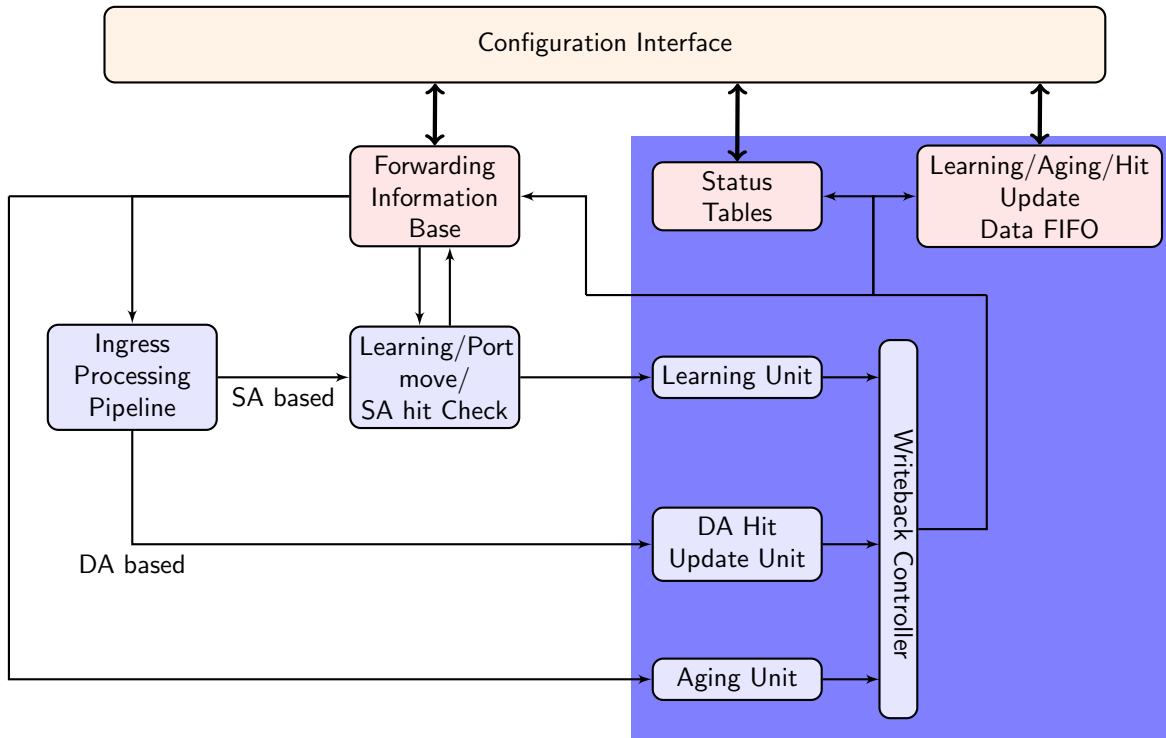 Configuration Interface
Forwarding
Information
Base
Status
Tables
Learning/Aging/Hit
Update
Data FIFO
Ingress
Processing
Pipeline
SA based
Learning/Port
move/
SA hit Check
Learning Unit
Writeback Controller
DA Hit
Update Unit
DA based
Aging Unit